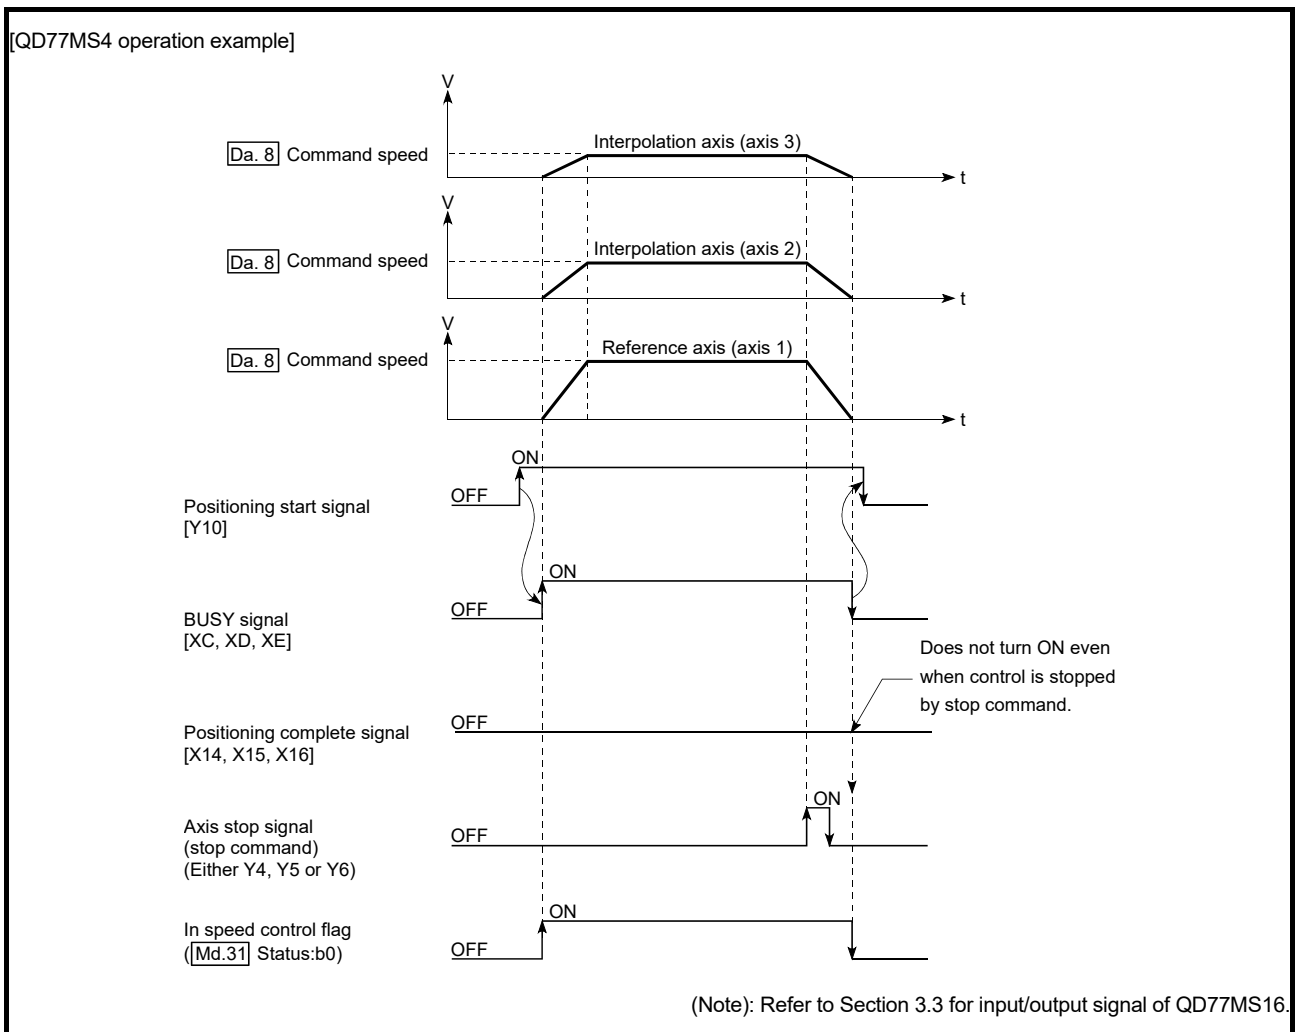 [QD77MS4 operation example]
V
Interpolation axis (axis 3)
Da. 8 Command speed
t
V
Interpolation axis (axis 2)
Da. 8 Command speed
t
V
Reference axis (axis 1)
Da. 8 Command speed
t
ON
OFF
Positioning start signal
[Y10]
ON
OFF
BUSY signal
[XC, XD, XE]
Does not turn ON even
when control is stopped
by stop command.
OFF
Positioning complete signal
[X14, X15, X16]
ON
Axis stop signal
OFF
(stop command)
(Either Y4, Y5 or Y6)
ON
In speed control flag
OFF
(Md.31 Status:b0)
(Note): Refer to Section 3.3 for input/output signal of QD77MS16.